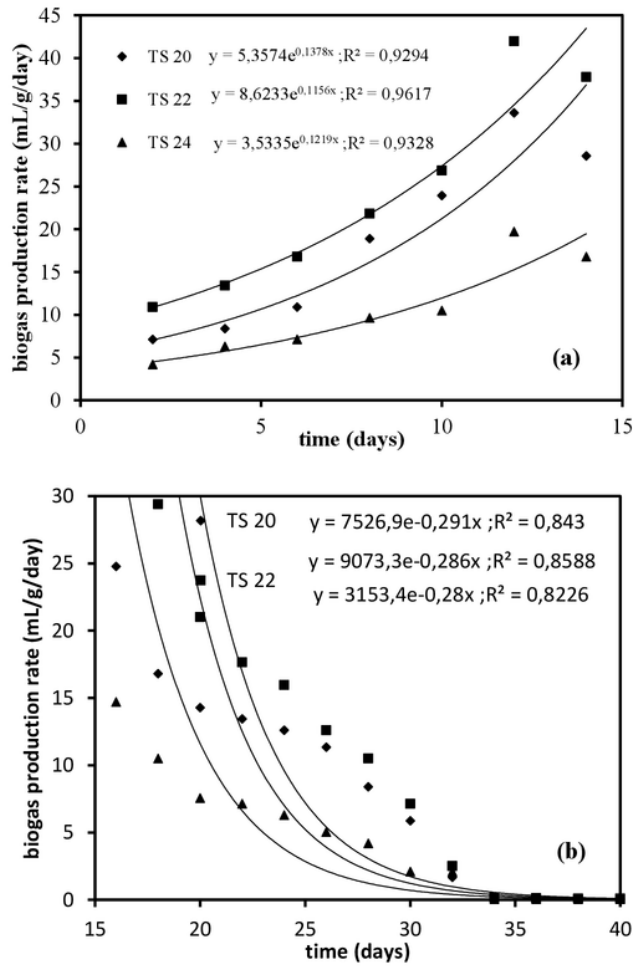 45
40
35
30
25
20
15
10
5
0
biogas production rate (mL/g/day)
TS 20 y = 5,3574e0,1378x ;R² = 0,9294
TS 22 y = 8,6233e0,1156x ;R² = 0,9617
TS 24 y = 3,5335e0,1219x ;R² = 0,9328
(a)
0 5 10 15
time (days)
30
25
20
15
10
5
0
biogas production rate (mL/g/day)
TS 20 y = 7526,9e-0,291x ;R² = 0,843
y = 9073,3e-0,286x ;R² = 0,8588
TS 22
y = 3153,4e-0,28x ;R² = 0,8226
(b)
15 20 25 30 35 40
time (days)